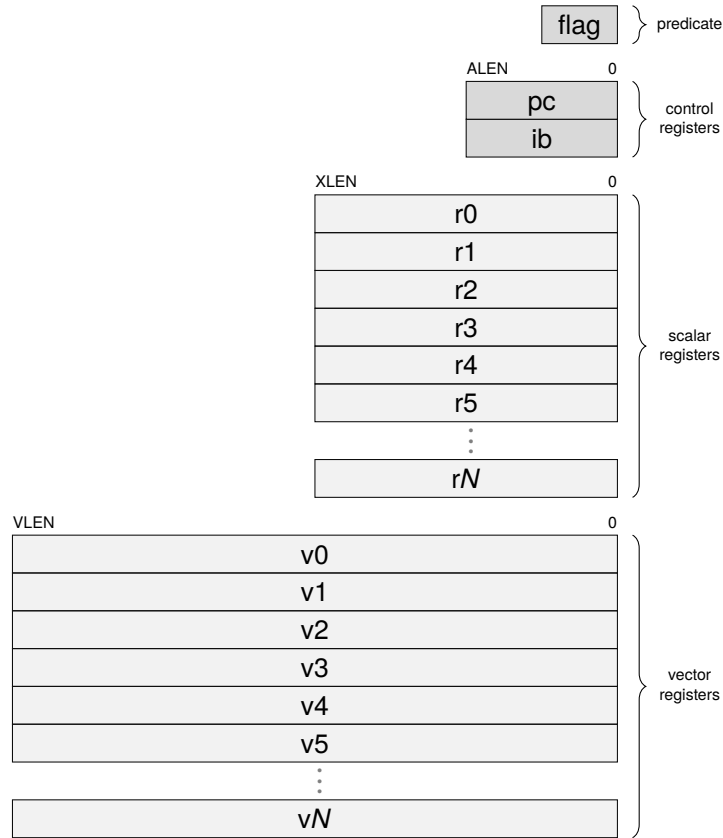 flag
predicate
ALEN 0
pc
ib
control
registers
XLEN 0
r0
r1
r2
r3
r4
r5
rN
scalar
registers
VLEN 0
v0
v1
v2
v3
v4
v5
vN
vector
registers